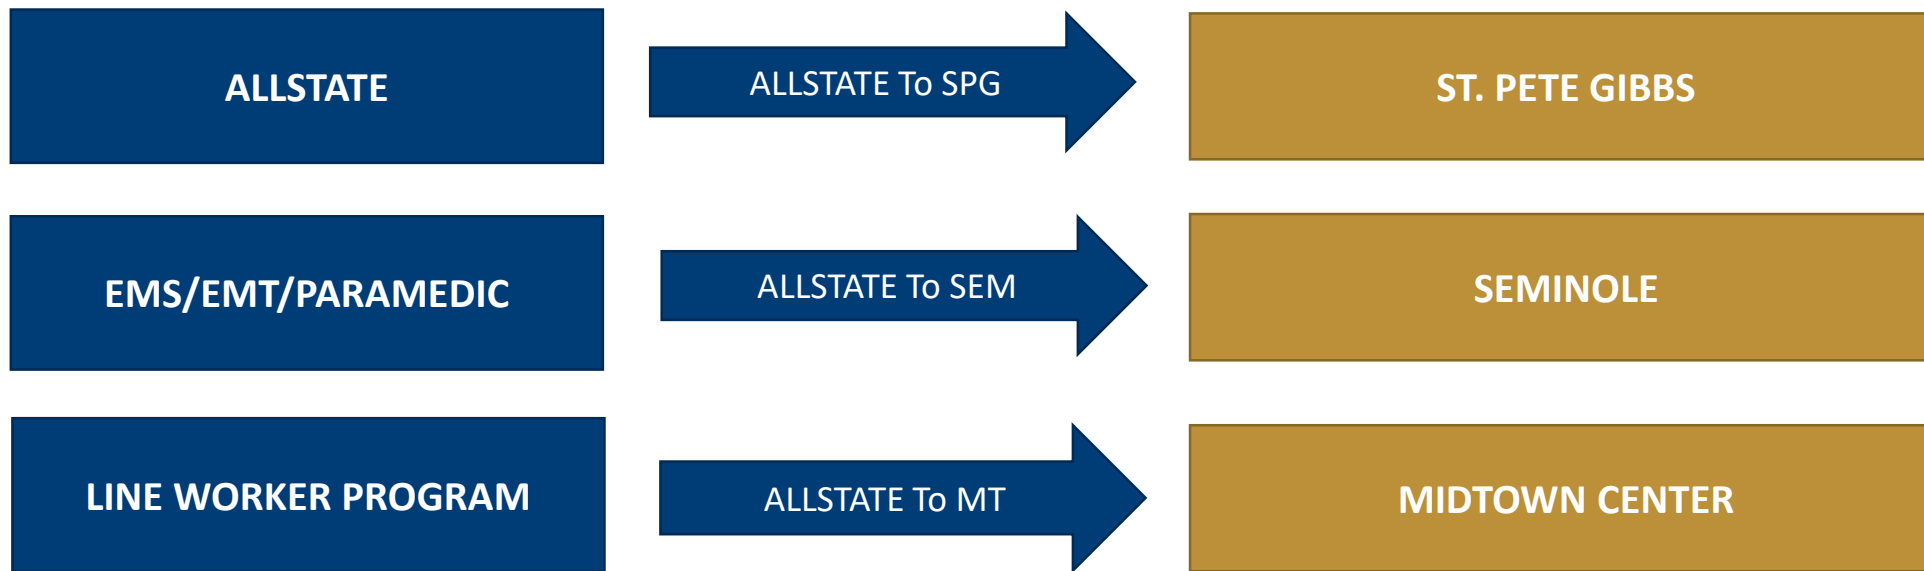 ALLSTATE
ALLSTATE To SPG
ST. PETE GIBBS
EMS/EMT/PARAMEDIC
ALLSTATE To SEM
SEMINOLE
LINE WORKER PROGRAM
ALLSTATE To MT
MIDTOWN CENTER